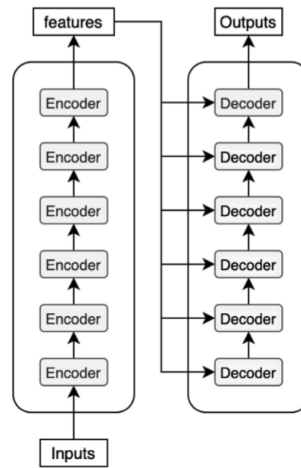 features
Outputs
Encoder
Decoder
Encoder
Decoder
Encoder
Decoder
Encoder
Decoder
Encoder
Decoder
Encoder
Decoder
Inputs